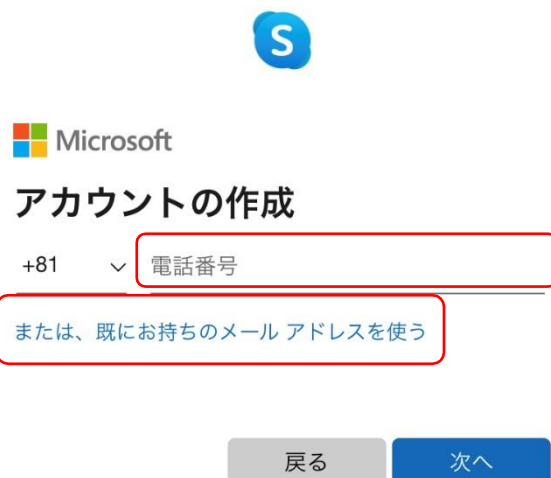 S
Microsoft
アカウントの作成
+81 電話番号
または、既にお持ちのメール アドレスを使う
戻る 次へ